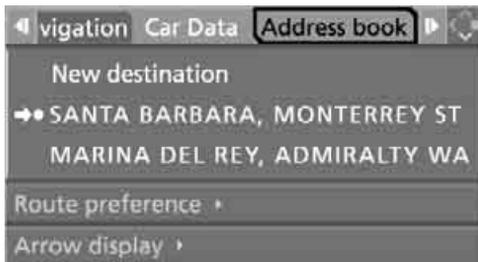 vigation Car Data Address book
New destination
SANTA BARBARA, MONTERREY ST
MARINA DEL REY, ADMIRALTY WA
Route preference
Arrow display